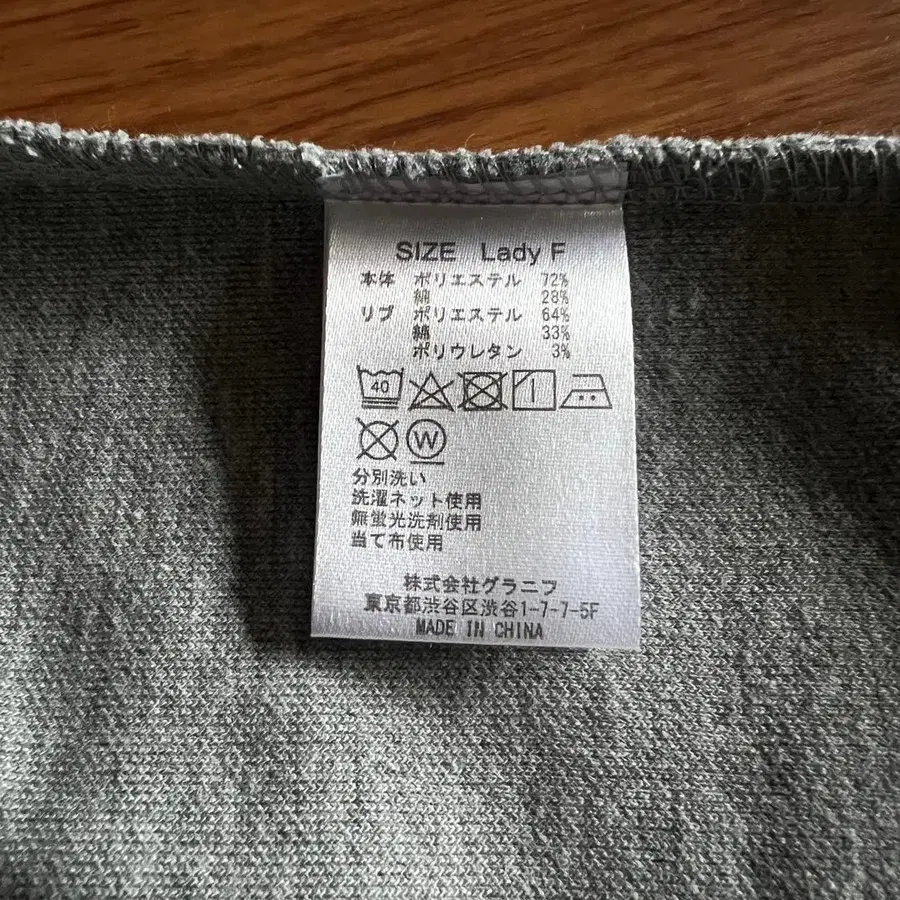 SIZE Lady F
本体 ポリエステル 72%
綿 28%
リブ ポリエステル 64%
綿 33%
ポリウレタン 3%
40
W
分別洗い
洗濯ネット使用
無蛍光洗剤使用
当て布使用
株式会社グラニフ
東京都渋谷区渋谷1-7-7-5F
MADE IN CHINA